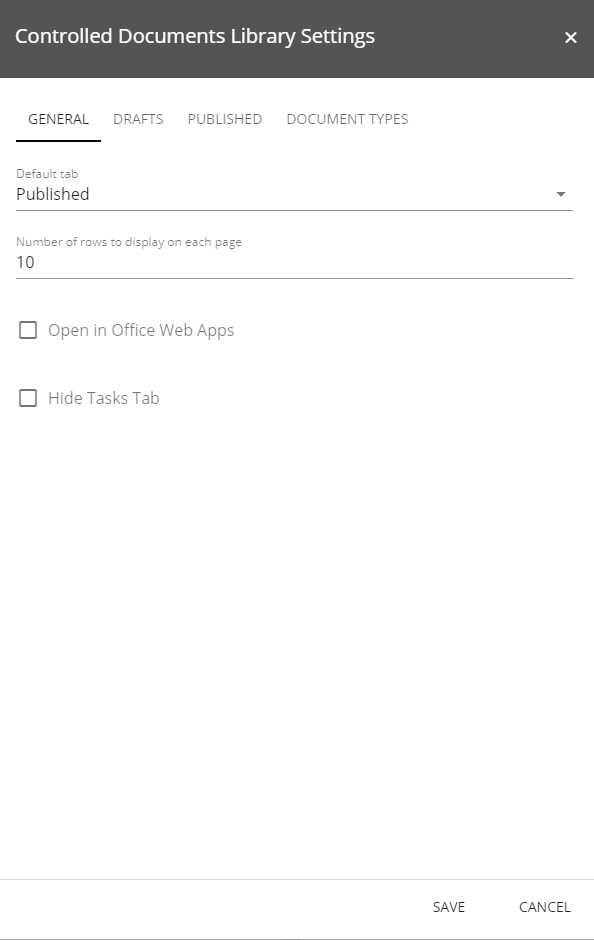 Controlled Documents Library Settings
GENERAL DRAFTS PUBLISHED DOCUMENT TYPES
Default tab
Published
Number of rows to display on each page
10
Open in Office Web Apps
Hide Tasks Tab
SAVE CANCEL